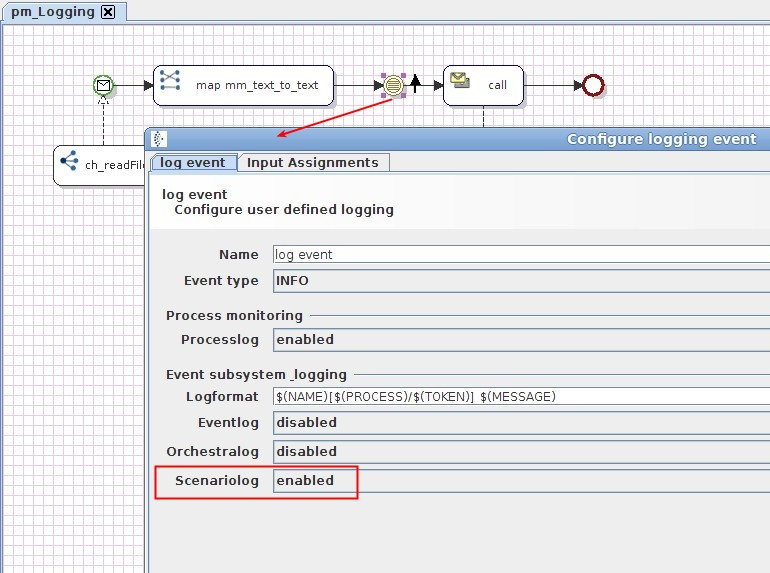 pm_Logging
map mm_text_to_text
call
ch_readFile
Configure logging event
log event
Input Assignments
log event
Configure user defined logging
Name log event
Event type INFO
Process monitoring
Processlog enabled
Event subsystem _logging
Logformat $(NAME)[$(PROCESS)/$(TOKEN)] $(MESSAGE)
Eventlog disabled
Orchestralog disabled
Scenariolog enabled